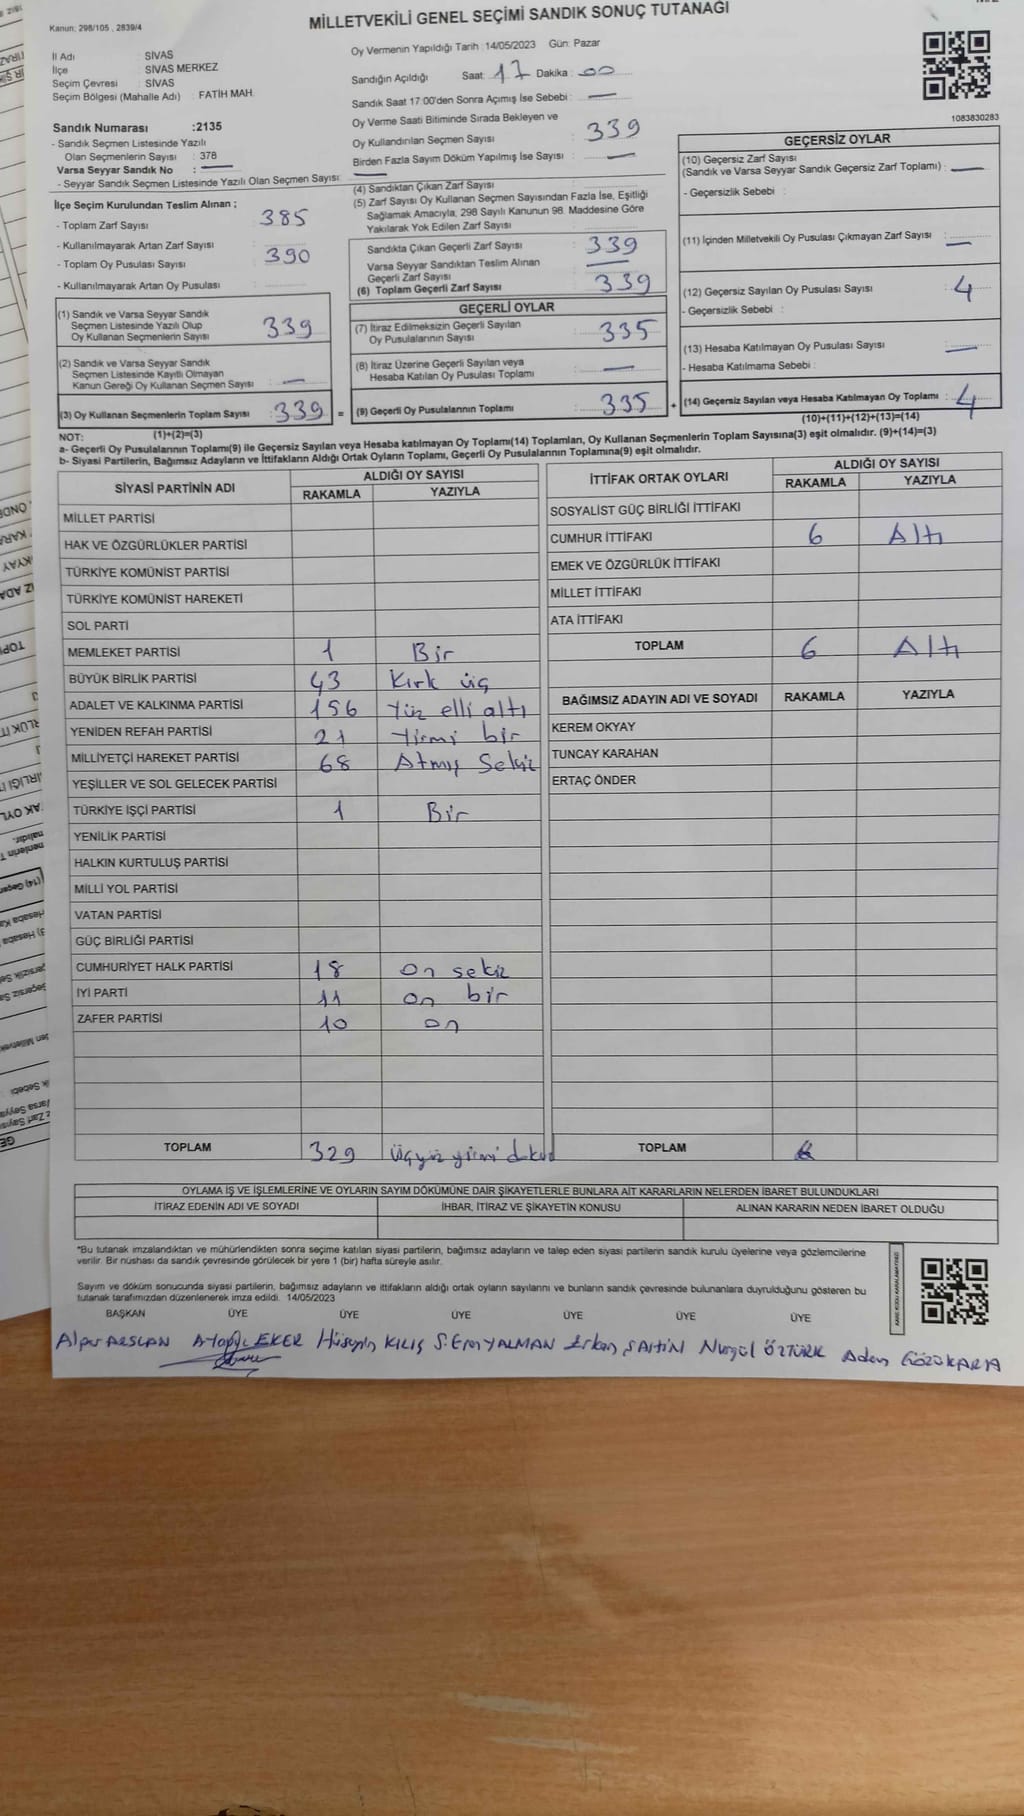 MİLLETVEKİLİ GENEL SEÇİMİ SANDIK SONUÇ TUTANAĞI
Kanun: 298/105 , 2839/4
İl Adı : SİVAS
İlçe : SİVAS MERKEZ
Seçim Çevresi : SİVAS
Seçim Bölgesi (Mahalle Adı) : FATİH MAH.
Sandık Numarası :2135
- Sandık Seçmen Listesinde Yazılı
Olan Seçmenlerin Sayısı : 378
Varsa Seyyar Sandık No : —
- Seyyar Sandık Seçmen Listesinde Yazılı Olan Seçmen Sayısı: —
Oy Vermenin Yapıldığı Tarih : 14/05/2023 Gün: Pazar
Sandığın Açıldığı Saat: 17 Dakika : 00
Sandık Saat 17:00'den Sonra Açımış İse Sebebi : —
Oy Verme Saati Bitiminde Sırada Bekleyen ve
Oy Kullandırılan Seçmen Sayısı : 339
Birden Fazla Sayım Döküm Yapılmış İse Sayısı : —
1083830283
İlçe Seçim Kurulundan Teslim Alınan ;
- Toplam Zarf Sayısı : 385
- Kullanılmayarak Artan Zarf Sayısı :
- Toplam Oy Pusulası Sayısı : 390
- Kullanılmayarak Artan Oy Pusulası :
(4) Sandıktan Çıkan Zarf Sayısı :
(5) Zarf Sayısı Oy Kullanan Seçmen Sayısından Fazla İse, Eşitliği
Sağlamak Amacıyla, 298 Sayılı Kanunun 98. Maddesine Göre
Yakılarak Yok Edilen Zarf Sayısı :
Sandıkta Çıkan Geçerli Zarf Sayısı : 339
Varsa Seyyar Sandıktan Teslim Alınan
Geçerli Zarf Sayısı : —
(6) Toplam Geçerli Zarf Sayısı : 339
GEÇERSİZ OYLAR
(10) Geçersiz Zarf Sayısı
(Sandık ve Varsa Seyyar Sandık Geçersiz Zarf Toplamı) : —
- Geçersizlik Sebebi :
(11) İçinden Milletvekili Oy Pusulası Çıkmayan Zarf Sayısı : —
(12) Geçersiz Sayılan Oy Pusulası Sayısı : 4
- Geçersizlik Sebebi :
(13) Hesaba Katılmayan Oy Pusulası Sayısı : —
- Hesaba Katılmama Sebebi :
(14) Geçersiz Sayılan veya Hesaba Katılmayan Oy Toplamı : 4
(10)+(11)+(12)+(13)=(14)
(1) Sandık ve Varsa Seyyar Sandık
Seçmen Listesinde Yazılı Olup
Oy Kullanan Seçmenlerin Sayısı : 339
(2) Sandık ve Varsa Seyyar Sandık
Seçmen Listesinde Kayıtlı Olmayan
Kanun Gereği Oy Kullanan Seçmen Sayısı : —
(3) Oy Kullanan Seçmenlerin Toplam Sayısı : 339 =
(1)+(2)=(3)
GEÇERLİ OYLAR
(7) İtiraz Edilmeksizin Geçerli Sayılan
Oy Pusulalarının Sayısı : 335
(8) İtiraz Üzerine Geçerli Sayılan veya
Hesaba Katılan Oy Pusulası Toplamı : —
(9) Geçerli Oy Pusulalarının Toplamı : 335 +
NOT:
a- Geçerli Oy Pusulalarının Toplamı(9) ile Geçersiz Sayılan veya Hesaba katılmayan Oy Toplamı(14) Toplamları, Oy Kullanan Seçmenlerin Toplam Sayısına(3) eşit olmalıdır. (9)+(14)=(3)
b- Siyasi Partilerin, Bağımsız Adayların ve İttifakların Aldığı Ortak Oyların Toplamı, Geçerli Oy Pusulalarının Toplamına(9) eşit olmalıdır.
SİYASİ PARTİNİN ADI ALDIĞI OY SAYISI
RAKAMLA YAZIYLA
MİLLET PARTİSİ
HAK VE ÖZGÜRLÜKLER PARTİSİ
TÜRKİYE KOMÜNİST PARTİSİ
TÜRKİYE KOMÜNİST HAREKETİ
SOL PARTİ
MEMLEKET PARTİSİ 1 Bir
BÜYÜK BİRLİK PARTİSİ 43 Kırk üç
ADALET VE KALKINMA PARTİSİ 156 Yüz elli altı
YENİDEN REFAH PARTİSİ 21 Yirmi bir
MİLLİYETÇİ HAREKET PARTİSİ 68 Atmış Sekiz
YEŞİLLER VE SOL GELECEK PARTİSİ
TÜRKİYE İŞÇİ PARTİSİ 1 Bir
YENİLİK PARTİSİ
HALKIN KURTULUŞ PARTİSİ
MİLLİ YOL PARTİSİ
VATAN PARTİSİ
GÜÇ BİRLİĞİ PARTİSİ
CUMHURİYET HALK PARTİSİ 18 on sekiz
İYİ PARTİ 11 on bir
ZAFER PARTİSİ 10 on
TOPLAM 329 Üçyüz yirmi dokuz
İTTİFAK ORTAK OYLARI ALDIĞI OY SAYISI
RAKAMLA YAZIYLA
SOSYALİST GÜÇ BİRLİĞİ İTTİFAKI
CUMHUR İTTİFAKI 6 Altı
EMEK VE ÖZGÜRLÜK İTTİFAKI
MİLLET İTTİFAKI
ATA İTTİFAKI
TOPLAM 6 Altı
BAĞIMSIZ ADAYIN ADI VE SOYADI RAKAMLA YAZIYLA
KEREM OKYAY
TUNCAY KARAHAN
ERTAÇ ÖNDER
TOPLAM
OYLAMA İŞ VE İŞLEMLERİNE VE OYLARIN SAYIM DÖKÜMÜNE DAİR ŞİKAYETLERLE BUNLARA AİT KARARLARIN NELERDEN İBARET BULUNDUKLARI
İTİRAZ EDENİN ADI VE SOYADI İHBAR, İTİRAZ VE ŞİKAYETİN KONUSU ALINAN KARARIN NEDEN İBARET OLDUĞU
*Bu tutanak imzalandıktan ve mühürlendikten sonra seçime katılan siyasi partilerin, bağımsız adayların ve talep eden siyasi partilerin sandık kurulu üyelerine veya gözlemcilerine
verilir. Bir nüshası da sandık çevresinde görülecek bir yere 1 (bir) hafta süreyle asılır.
Sayım ve döküm sonucunda siyasi partilerin, bağımsız adayların ve ittifakların aldığı ortak oyların sayılarını ve bunların sandık çevresinde bulunanlara duyrulduğunu gösteren bu
tutanak tarafımızdan düzenlenerek imza edildi. 14/05/2023
BAŞKAN ÜYE ÜYE ÜYE ÜYE ÜYE ÜYE
Alper ARSLAN EKER Hüseyin KILIÇ S. Eren YALMAN Erkan ŞAHİN Nurgül ÖZTÜRK Adem GÖZÜKARA